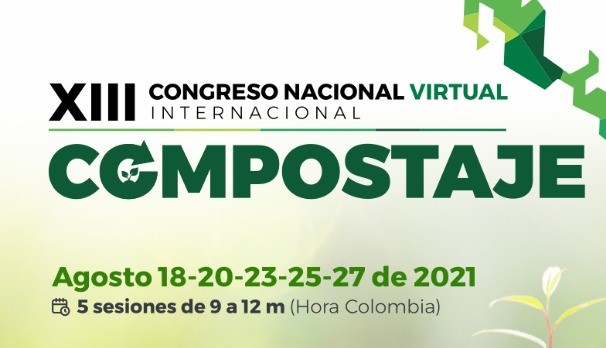 XIII CONGRESO NACIONAL VIRTUAL
INTERNACIONAL
COMPOSTAJE
Agosto 18-20-23-25-27 de 2021
5 sesiones de 9 a 12 m (Hora Colombia)